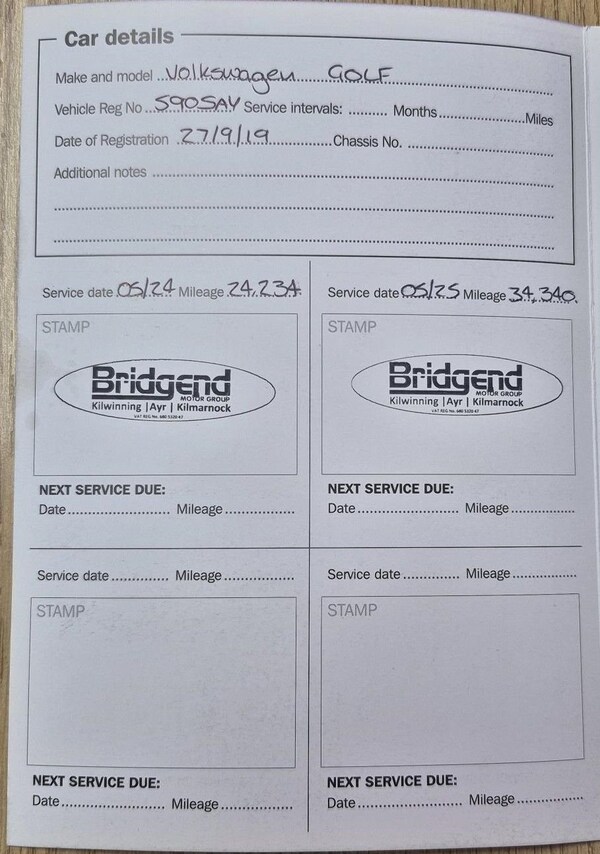 Car details
Make and model ..Volkswagen......GOLF..............................
Vehicle Reg No ...S90SAY Service intervals: .......... Months......................Miles
Date of Registration .27/9/19...............Chassis No. ...................................
Additional notes ....................................................................................
Service date 05/24 Mileage 24,234
STAMP
Bridgend
MOTOR GROUP
Kilwinning | Ayr | Kilmarnock
NEXT SERVICE DUE:
Date......................... Mileage.................
Service date 05/25 Mileage 34,340
STAMP
Bridgend
MOTOR GROUP
Kilwinning | Ayr | Kilmarnock
NEXT SERVICE DUE:
Date......................... Mileage.................
Service date .............. Mileage..................
STAMP
NEXT SERVICE DUE:
Date......................... Mileage.................
Service date .............. Mileage..................
STAMP
NEXT SERVICE DUE:
Date......................... Mileage.................